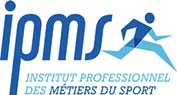 ipms
INSTITUT PROFESSIONNEL
DES MÉTIERS DU SPORT